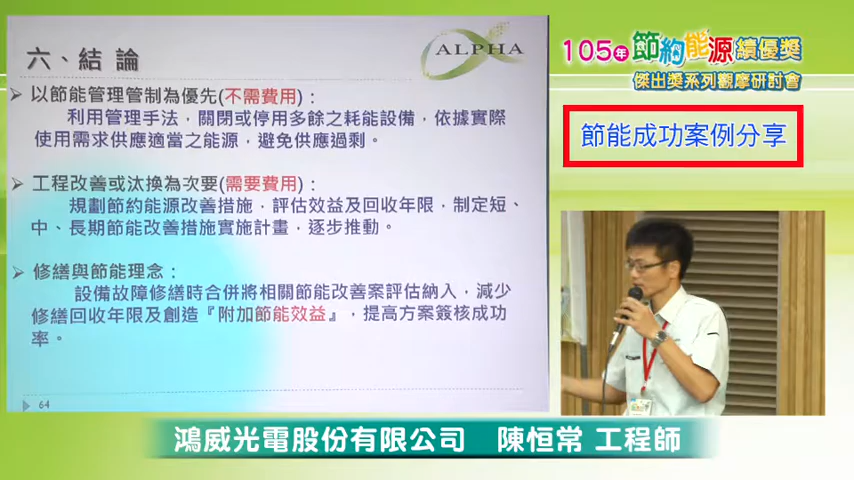 六、結論
ALPHA
➢ 以節能管理管制為優先(不需費用)：
利用管理手法，關閉或停用多餘之耗能設備，依據實際
使用需求供應適當之能源，避免供應過剩。
➢ 工程改善或汰換為次要(需要費用)：
規劃節約能源改善措施，評估效益及回收年限，制定短、
中、長期節能改善措施實施計畫，逐步推動。
➢ 修繕與節能理念：
設備故障修繕時合併將相關節能改善案評估納入，減少
修繕回收年限及創造『附加節能效益』，提高方案簽核成功
率。
64
105年節約能源績優獎
傑出獎系列觀摩研討會
節能成功案例分享
鴻威光電股份有限公司 陳恒常 工程師